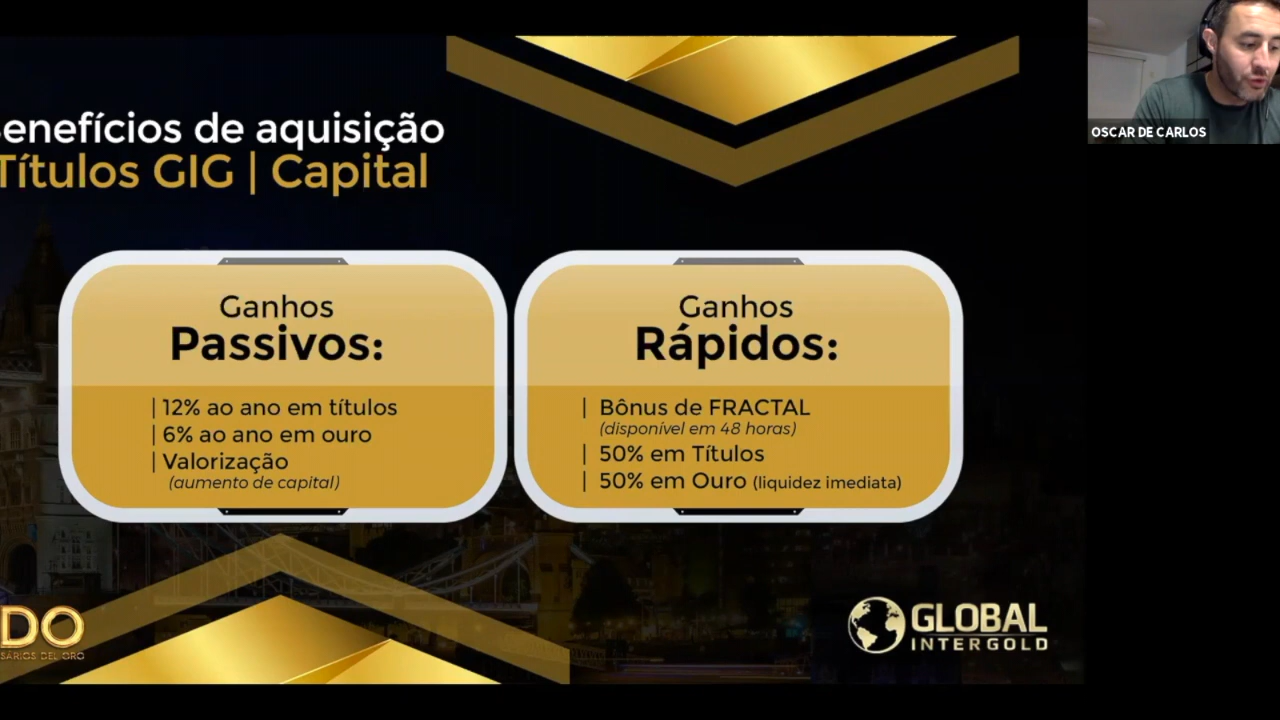 enefícios de aquisição
Títulos GIG | Capital
Ganhos
Passivos:
| 12% ao ano em títulos
| 6% ao ano em ouro
| Valorização
(aumento de capital)
Ganhos
Rápidos:
| Bônus de FRACTAL
(disponível em 48 horas)
| 50% em Títulos
| 50% em Ouro (liquidez imediata)
OSCAR DE CARLOS
DO
SÁRIOS DEL ORO
GLOBAL
INTERGOLD